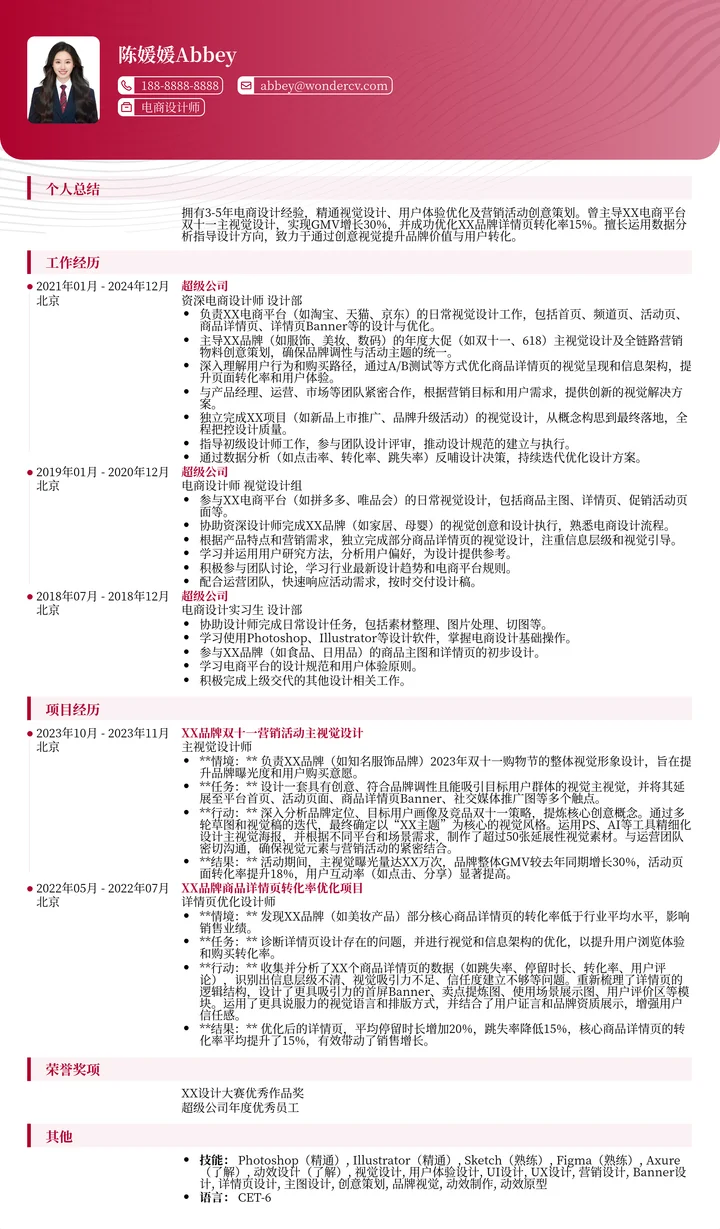 陈媛媛Abbey
188-8888-8888
abbey@wondercv.com
电商设计师
个人总结
拥有3-5年电商设计经验，精通视觉设计、用户体验优化及营销活动创意策划。曾主导XX电商平台
双十一主视觉设计，实现GMV增长30%，并成功优化XX品牌详情页转化率15%。擅长运用数据分
析指导设计方向，致力于通过创意视觉提升品牌价值与用户转化。
工作经历
2021年01月 - 2024年12月 超级公司
北京 资深电商设计师 设计部
• 负责XX电商平台（如淘宝、天猫、京东）的日常视觉设计工作，包括首页、频道页、活动页、
商品详情页、详情页Banner等的设计与优化。
• 主导XX品牌（如服饰、美妆、数码）的年度大促（如双十一、618）主视觉设计及全链路营销
物料创意策划，确保品牌调性与活动主题的统一。
• 深入理解用户行为和购买路径，通过A/B测试等方式优化商品详情页的视觉呈现和信息架构，提
升页面转化率和用户体验。
• 与产品经理、运营、市场等团队紧密合作，根据营销目标和用户需求，提供创新的视觉解决方
案。
• 独立完成XX项目（如新品上市推广、品牌升级活动）的视觉设计，从概念构思到最终落地，全
程把控设计质量。
• 指导初级设计师工作，参与团队设计评审，推动设计规范的建立与执行。
• 通过数据分析（如点击率、转化率、跳失率）反哺设计决策，持续迭代优化设计方案。
2019年01月 - 2020年12月 超级公司
北京 电商设计师 视觉设计组
• 参与XX电商平台（如拼多多、唯品会）的日常视觉设计，包括商品主图、详情页、促销活动页
面等。
• 协助资深设计师完成XX品牌（如家居、母婴）的视觉创意和设计执行，熟悉电商设计流程。
• 根据产品特点和营销需求，独立完成部分商品详情页的视觉设计，注重信息层级和视觉引导。
• 学习并运用用户研究方法，分析用户偏好，为设计提供参考。
• 积极参与团队讨论，学习行业最新设计趋势和电商平台规则。
• 配合运营团队，快速响应活动需求，按时交付设计稿。
2018年07月 - 2018年12月 超级公司
北京 电商设计实习生 设计部
• 协助设计师完成日常设计任务，包括素材整理、图片处理、切图等。
• 学习使用Photoshop、Illustrator等设计软件，掌握电商设计基础操作。
• 参与XX品牌（如食品、日用品）的商品主图和详情页的初步设计。
• 学习电商平台的设计规范和用户体验原则。
• 积极完成上级交代的其他设计相关工作。
项目经历
2023年10月 - 2023年11月 XX品牌双十一营销活动主视觉设计
北京 主视觉设计师
• **情境：** 负责XX品牌（如知名服饰品牌）2023年双十一购物节的整体视觉形象设计，旨在提
升品牌曝光度和用户购买意愿。
• **任务：** 设计一套具有创意、符合品牌调性且能吸引目标用户群体的视觉主视觉，并将其延
展至平台首页、活动页面、商品详情页Banner、社交媒体推广图等多个触点。
• **行动：** 深入分析品牌定位、目标用户画像及竞品双十一策略，提炼核心创意概念。通过多
轮草图和视觉稿的迭代，最终确定以“XX主题”为核心的视觉风格。运用PS、AI等工具精细化
设计主视觉海报，并根据不同平台和场景需求，制作了超过50张延展性视觉素材。与运营团队
密切沟通，确保视觉元素与营销活动的紧密结合。
• **结果：** 活动期间，主视觉曝光量达XX万次，品牌整体GMV较去年同期增长30%，活动页
面转化率提升18%，用户互动率（如点击、分享）显著提高。
2022年05月 - 2022年07月 XX品牌商品详情页转化率优化项目
北京 详情页优化设计师
• **情境：** 发现XX品牌（如美妆产品）部分核心商品详情页的转化率低于行业平均水平，影响
销售业绩。
• **任务：** 诊断详情页设计存在的问题，并进行视觉和信息架构的优化，以提升用户浏览体验
和购买转化率。
• **行动：** 收集并分析了XX个商品详情页的数据（如跳失率、停留时长、转化率、用户评
论），识别出信息层级不清、视觉吸引力不足、信任度建立不够等问题。重新梳理了详情页的
逻辑结构，设计了更具吸引力的首屏Banner、卖点提炼图、使用场景展示图、用户评价区等模
块。运用了更具说服力的视觉语言和排版方式，并结合了用户证言和品牌资质展示，增强用户
信任感。
• **结果：** 优化后的详情页，平均停留时长增加20%，跳失率降低15%，核心商品详情页的转
化率平均提升了15%，有效带动了销售增长。
荣誉奖项
XX设计大赛优秀作品奖
超级公司年度优秀员工
其他
• 技能： Photoshop（精通）, Illustrator（精通）, Sketch（熟练）, Figma（熟练）, Axure
（了解）, 动效设计（了解）, 视觉设计, 用户体验设计, UI设计, UX设计, 营销设计, Banner设
计, 详情页设计, 主图设计, 创意策划, 品牌视觉, 动效制作, 动效原型
• 语言： CET-6